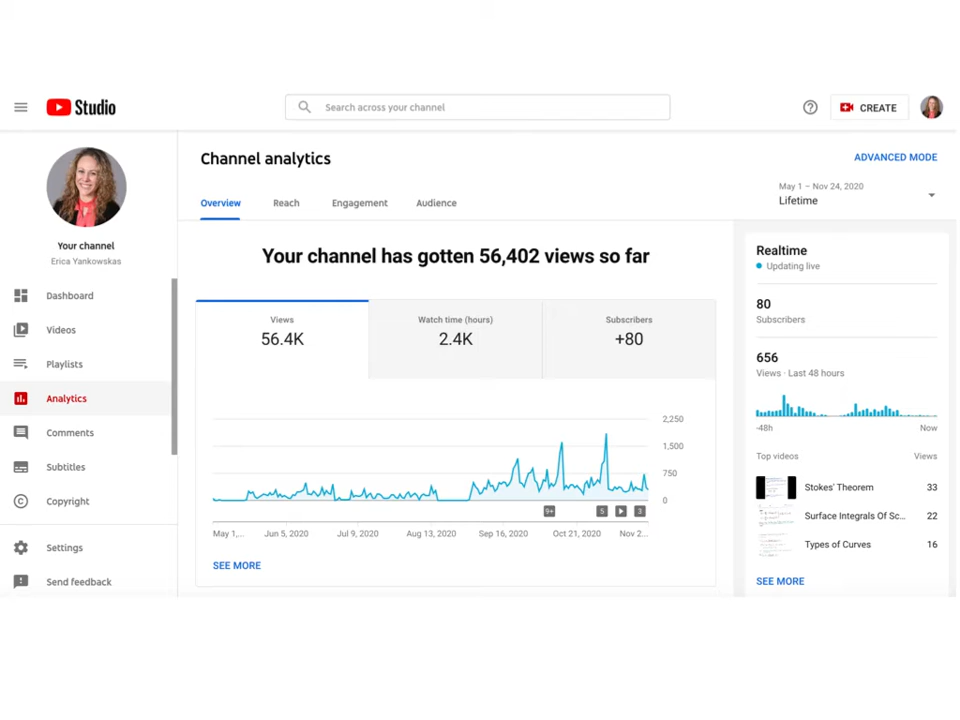 Studio
Search across your channel
CREATE
Your channel
Erica Yankowskas
Dashboard
Videos
Playlists
Analytics
Comments
Subtitles
Copyright
Settings
Send feedback
Channel analytics
ADVANCED MODE
May 1 – Nov 24, 2020
Lifetime
Overview
Reach
Engagement
Audience
Your channel has gotten 56,402 views so far
Views
56.4K
Watch time (hours)
2.4K
Subscribers
+80
2,250
1,500
750
0
9+
5
3
May 1,...
Jun 5, 2020
Jul 9, 2020
Aug 13, 2020
Sep 16, 2020
Oct 21, 2020
Nov 2...
SEE MORE
Realtime
Updating live
80
Subscribers
656
Views · Last 48 hours
-48h
Now
Top videos
Views
Stokes' Theorem
33
Surface Integrals Of Sc...
22
Types of Curves
16
SEE MORE